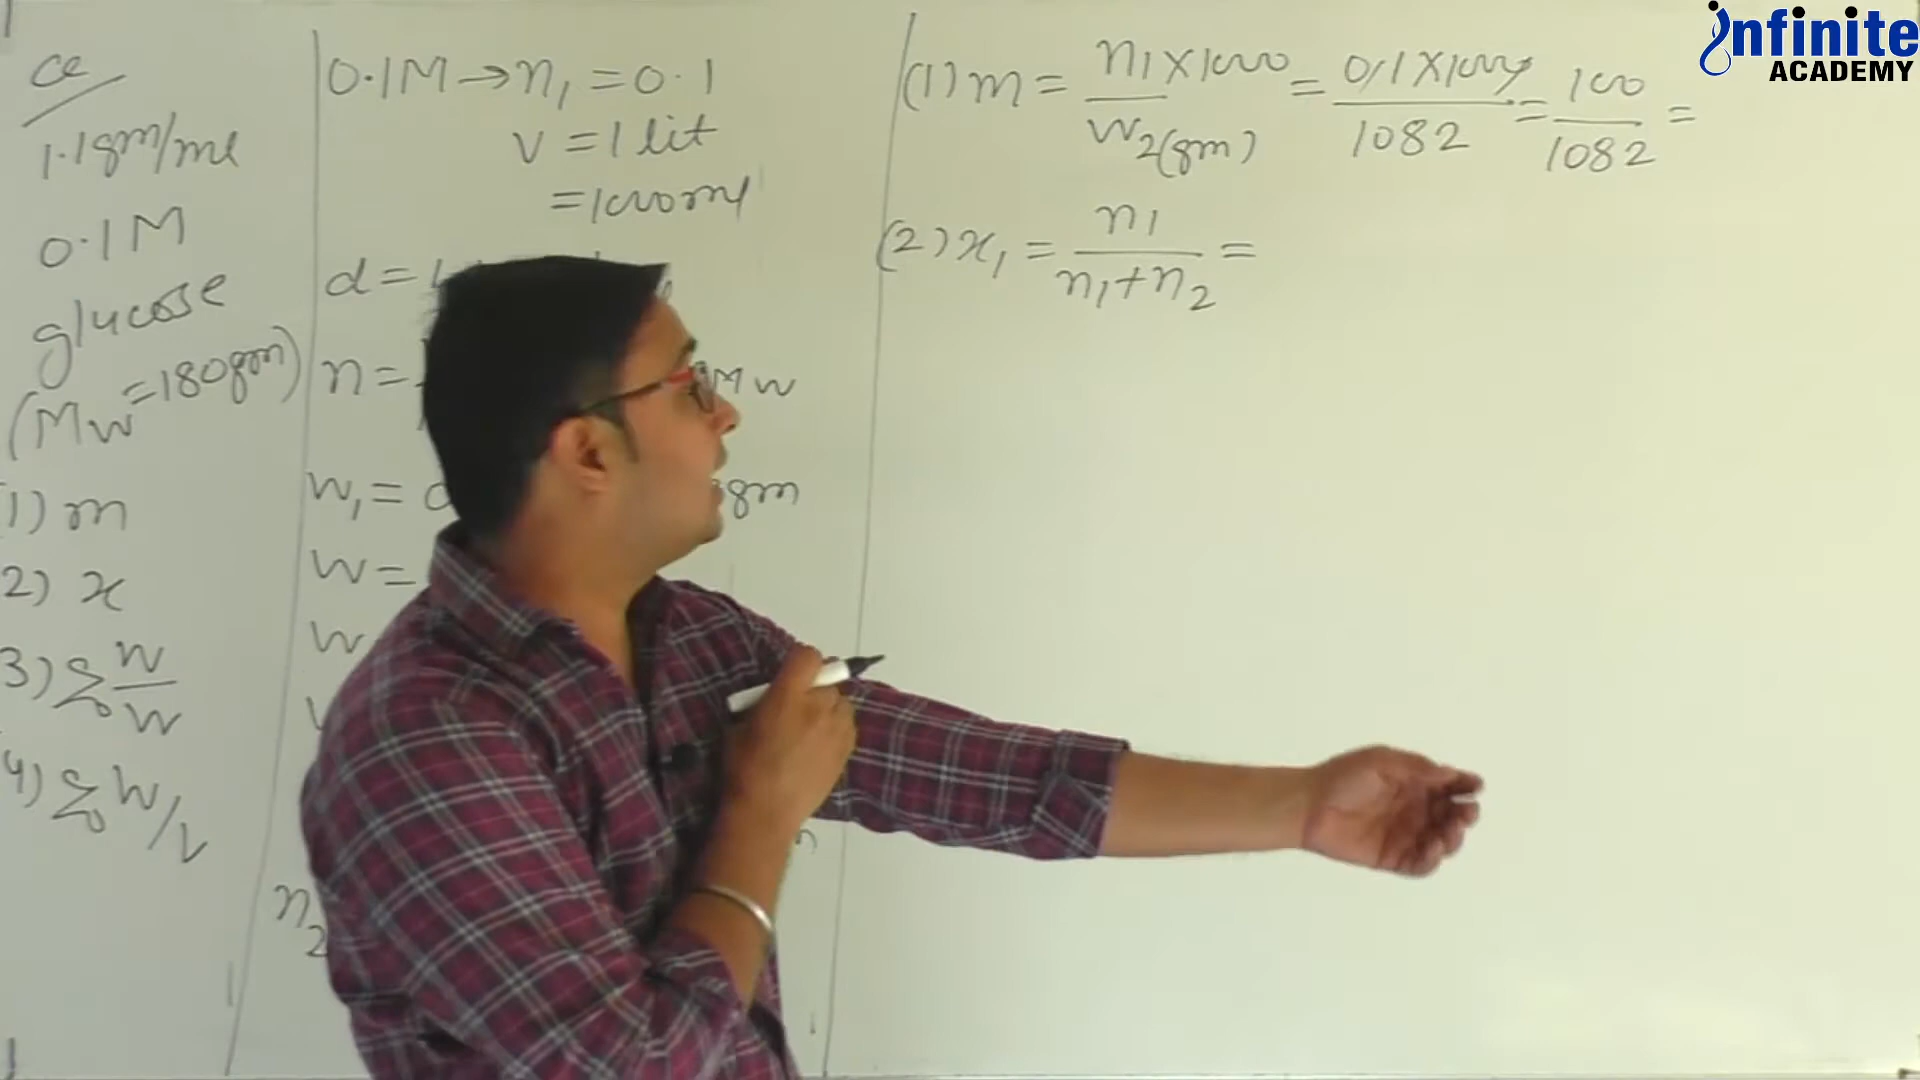 infinite
ACADEMY
Ce
1.1gm/ml
0.1M
glucose
(Mw=180gm)
1) m
2) x
3) % W/W
4) % W/V
0.1M → n₁ = 0.1
V = 1 lit
= 1000ml
d =
n = Mw
w₁ = gm
w =
w
n₂
(1) m = n₁ x 1000 / W₂(gm) = 0.1 x 1000 / 1082 = 100 / 1082 =
(2) x₁ = n₁ / n₁+n₂ =